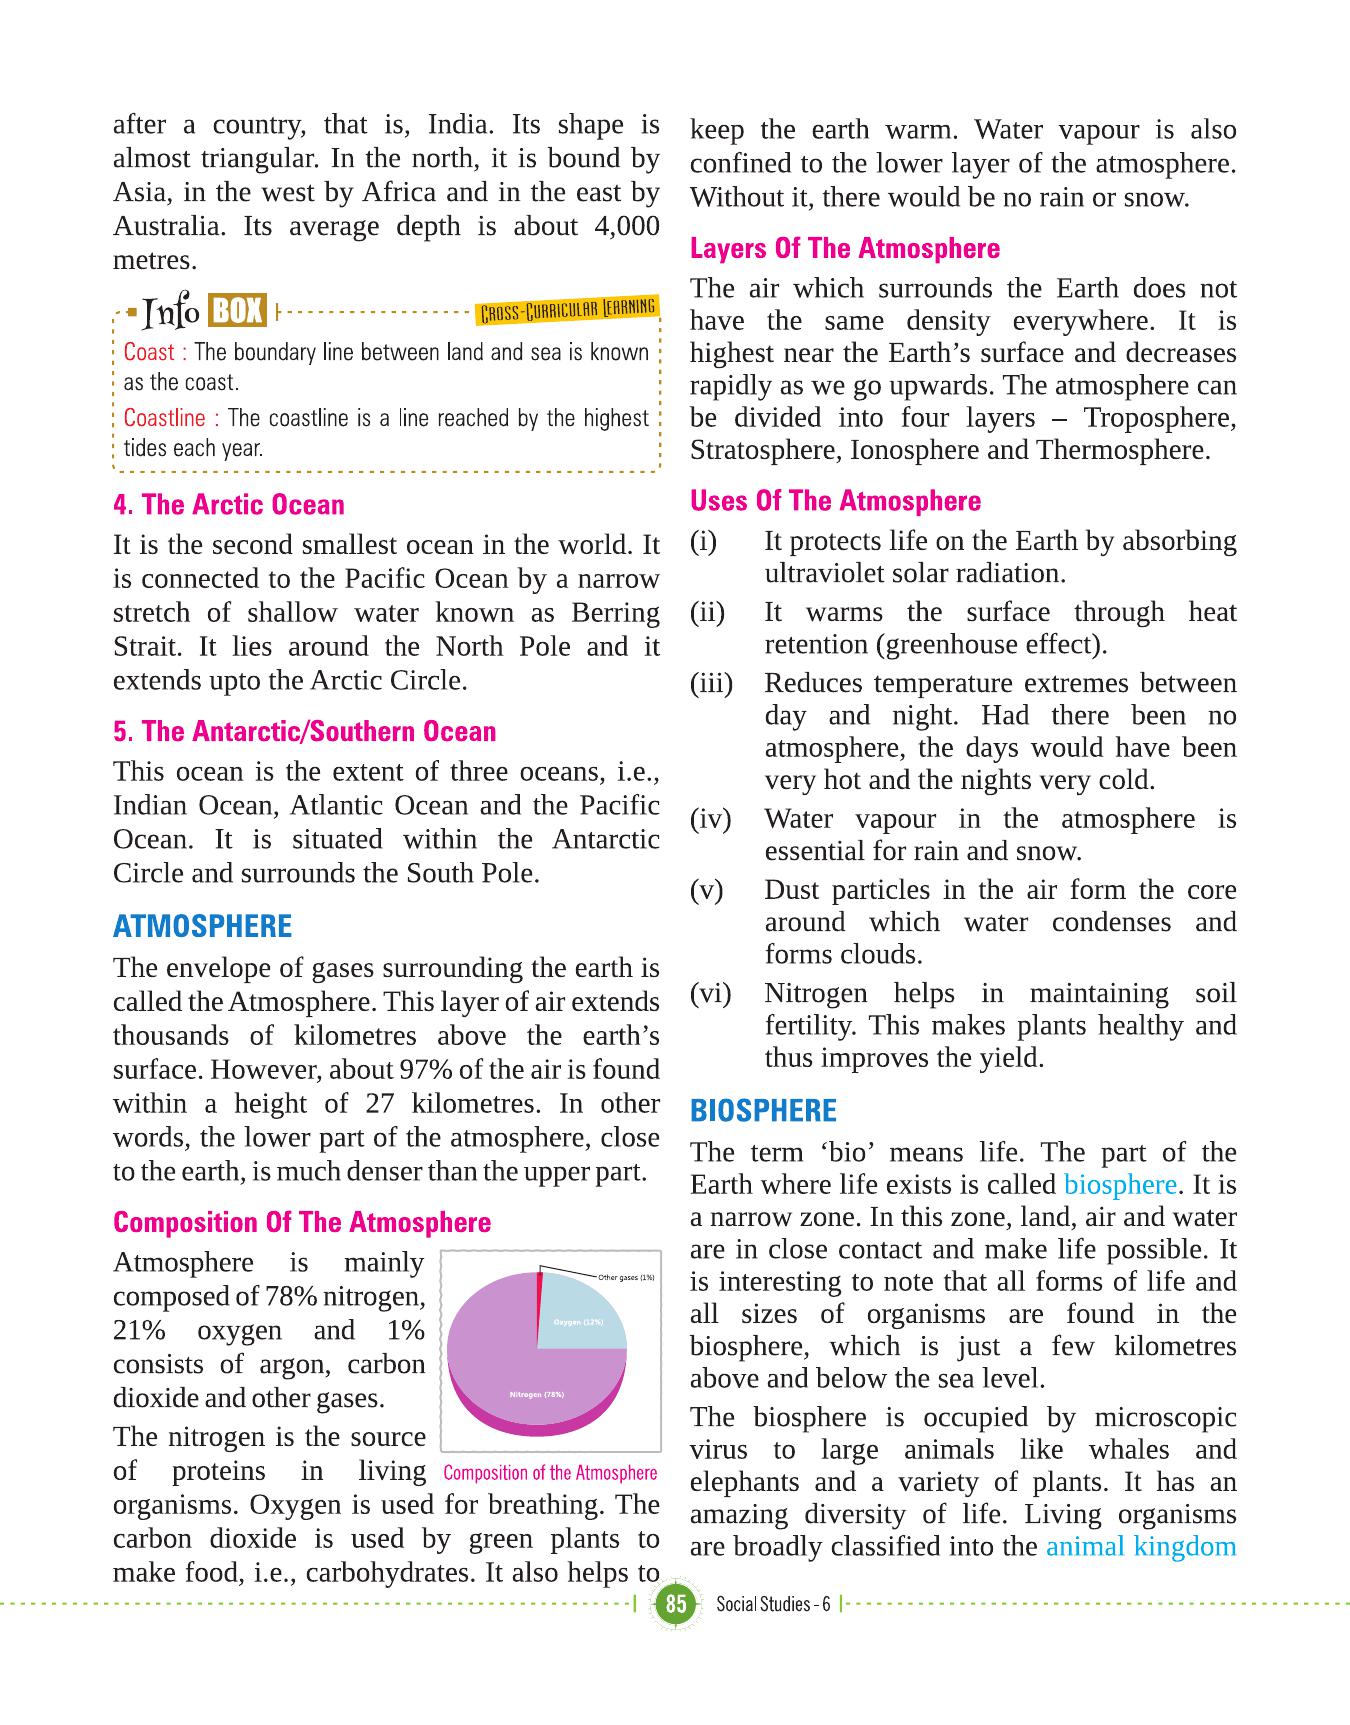 after a country, that is, India. Its shape is
almost triangular. In the north, it is bound by
Asia, in the west by Africa and in the east by
Australia. Its average depth is about 4,000
metres.
Info BOX
CROSS-CURRICULAR LEARNING
Coast : The boundary line between land and sea is known
as the coast.
Coastline : The coastline is a line reached by the highest
tides each year.
4. The Arctic Ocean
It is the second smallest ocean in the world. It
is connected to the Pacific Ocean by a narrow
stretch of shallow water known as Berring
Strait. It lies around the North Pole and it
extends upto the Arctic Circle.
5. The Antarctic/Southern Ocean
This ocean is the extent of three oceans, i.e.,
Indian Ocean, Atlantic Ocean and the Pacific
Ocean. It is situated within the Antarctic
Circle and surrounds the South Pole.
ATMOSPHERE
The envelope of gases surrounding the earth is
called the Atmosphere. This layer of air extends
thousands of kilometres above the earth’s
surface. However, about 97% of the air is found
within a height of 27 kilometres. In other
words, the lower part of the atmosphere, close
to the earth, is much denser than the upper part.
Composition Of The Atmosphere
Atmosphere is mainly
composed of 78% nitrogen,
21% oxygen and 1%
consists of argon, carbon
dioxide and other gases.
The nitrogen is the source
of proteins in living
organisms. Oxygen is used for breathing. The
carbon dioxide is used by green plants to
make food, i.e., carbohydrates. It also helps to
Other gases (1%)
Oxygen (12%)
Nitrogen (78%)
Composition of the Atmosphere
keep the earth warm. Water vapour is also
confined to the lower layer of the atmosphere.
Without it, there would be no rain or snow.
Layers Of The Atmosphere
The air which surrounds the Earth does not
have the same density everywhere. It is
highest near the Earth’s surface and decreases
rapidly as we go upwards. The atmosphere can
be divided into four layers – Troposphere,
Stratosphere, Ionosphere and Thermosphere.
Uses Of The Atmosphere
(i) It protects life on the Earth by absorbing
ultraviolet solar radiation.
(ii) It warms the surface through heat
retention (greenhouse effect).
(iii) Reduces temperature extremes between
day and night. Had there been no
atmosphere, the days would have been
very hot and the nights very cold.
(iv) Water vapour in the atmosphere is
essential for rain and snow.
(v) Dust particles in the air form the core
around which water condenses and
forms clouds.
(vi) Nitrogen helps in maintaining soil
fertility. This makes plants healthy and
thus improves the yield.
BIOSPHERE
The term ‘bio’ means life. The part of the
Earth where life exists is called biosphere. It is
a narrow zone. In this zone, land, air and water
are in close contact and make life possible. It
is interesting to note that all forms of life and
all sizes of organisms are found in the
biosphere, which is just a few kilometres
above and below the sea level.
The biosphere is occupied by microscopic
virus to large animals like whales and
elephants and a variety of plants. It has an
amazing diversity of life. Living organisms
are broadly classified into the animal kingdom
85 Social Studies - 6